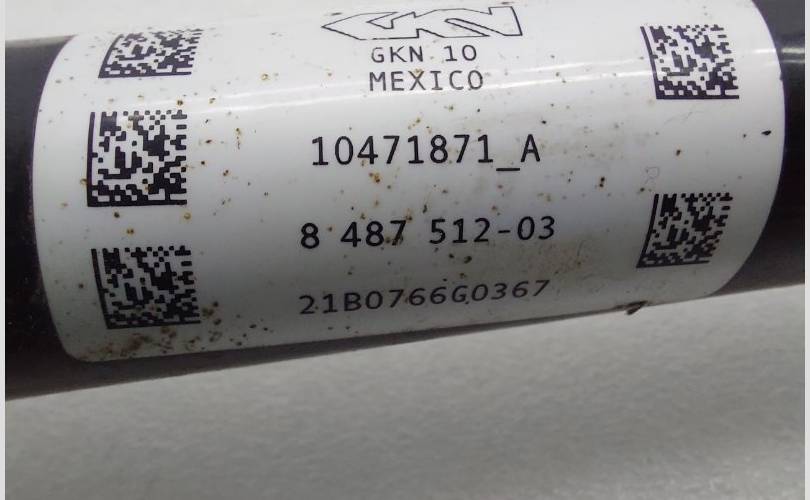 GKN
GKN 10
MEXICO
10471871_A
8 487 512-03
21B0766G0367